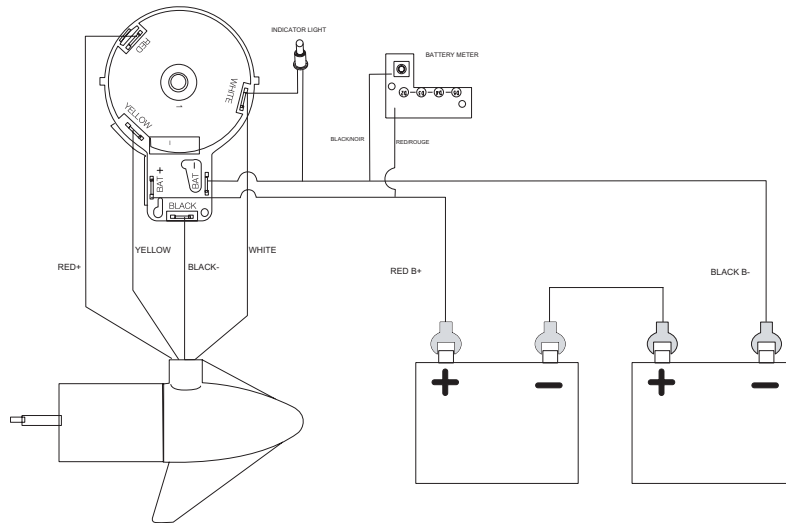 INDICATOR LIGHT
BATTERY METER
RED
WHITE
YELLOW
BLACK/NOIR
RED/ROUGE
BAT +
BAT −
BLACK
YELLOW
WHITE
RED+
BLACK-
RED B+
BLACK B-
+
−
+
−